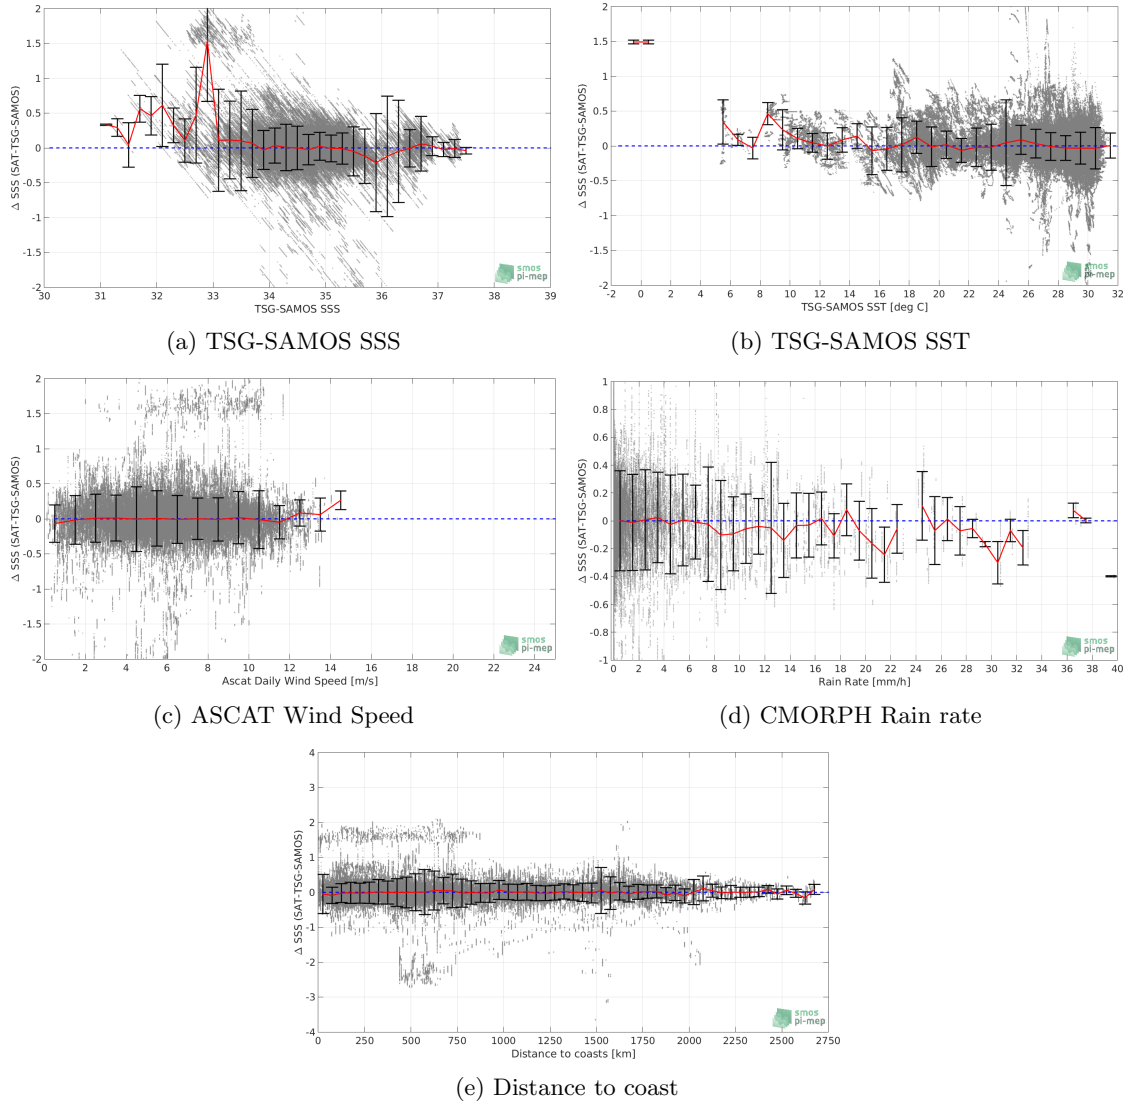 2
1.5
1
0.5
0
-0.5
-1
-1.5
-2
Δ SSS (SAT-TSG-SAMOS)
30 31 32 33 34 35 36 37 38 39
TSG-SAMOS SSS
smos
pi-mep
(a) TSG-SAMOS SSS
2
1.5
1
0.5
0
-0.5
-1
-1.5
-2
Δ SSS (SAT-TSG-SAMOS)
-2 0 2 4 6 8 10 12 14 16 18 20 22 24 26 28 30 32
TSG-SAMOS SST [deg C]
smos
pi-mep
(b) TSG-SAMOS SST
2
1.5
1
0.5
0
-0.5
-1
-1.5
-2
Δ SSS (SAT-TSG-SAMOS)
0 2 4 6 8 10 12 14 16 18 20 22 24
Ascat Daily Wind Speed [m/s]
smos
pi-mep
(c) ASCAT Wind Speed
1
0.8
0.6
0.4
0.2
0
-0.2
-0.4
-0.6
-0.8
-1
Δ SSS (SAT-TSG-SAMOS)
0 2 4 6 8 10 12 14 16 18 20 22 24 26 28 30 32 34 36 38 40
Rain Rate [mm/h]
smos
pi-mep
(d) CMORPH Rain rate
4
3
2
1
0
-1
-2
-3
-4
Δ SSS (SAT-TSG-SAMOS)
0 250 500 750 1000 1250 1500 1750 2000 2250 2500 2750
Distance to coasts [km]
smos
pi-mep
(e) Distance to coast